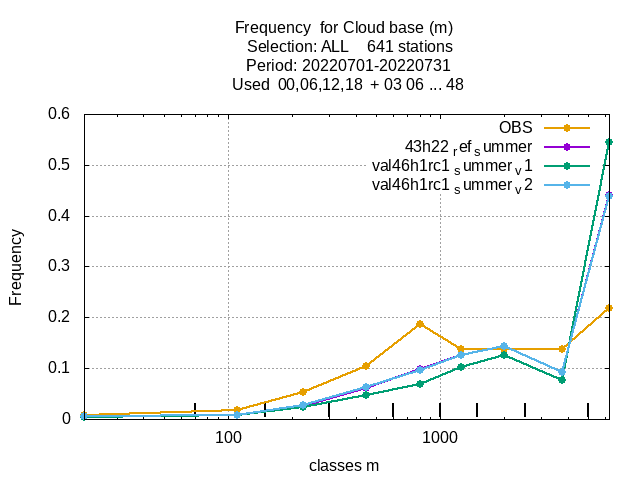 Frequency  for Cloud base (m)
Selection: ALL    641 stations
Period: 20220701-20220731
Used  00,06,12,18  + 03 06 ... 48
0.6
0.5
0.4
0.3
0.2
0.1
0
Frequency
OBS
43h22 ref summer
val46h1rc1 summer v1
val46h1rc1 summer v2
100
1000
classes m